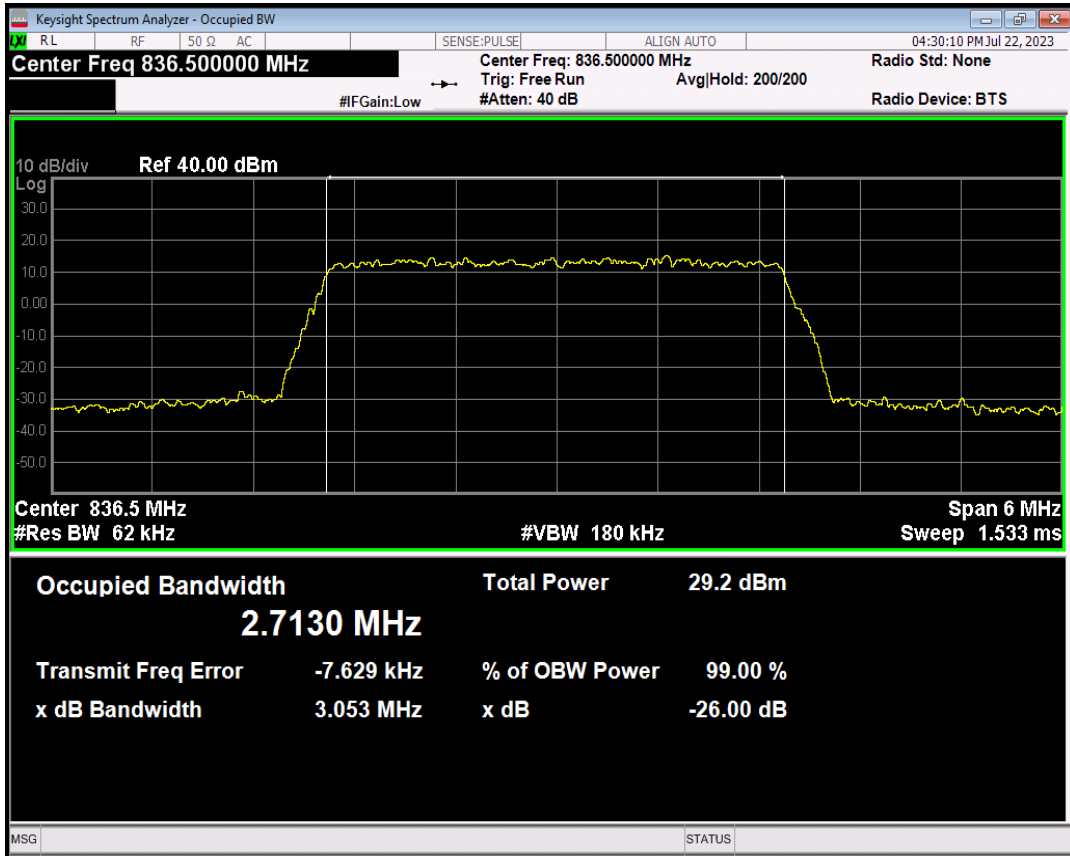 Keysight Spectrum Analyzer - Occupied BW
LXI RL RF 50 Ω AC SENSE:PULSE ALIGN AUTO 04:30:10 PM Jul 22, 2023
Center Freq 836.500000 MHz Center Freq: 836.500000 MHz Radio Std: None
Trig: Free Run Avg|Hold: 200/200
#IFGain:Low #Atten: 40 dB Radio Device: BTS
10 dB/div Ref 40.00 dBm
Log
30.0
20.0
10.0
0.00
-10.0
-20.0
-30.0
-40.0
-50.0
Center 836.5 MHz Span 6 MHz
#Res BW 62 kHz #VBW 180 kHz Sweep 1.533 ms
Occupied Bandwidth Total Power 29.2 dBm
2.7130 MHz
Transmit Freq Error -7.629 kHz % of OBW Power 99.00 %
x dB Bandwidth 3.053 MHz x dB -26.00 dB
MSG STATUS